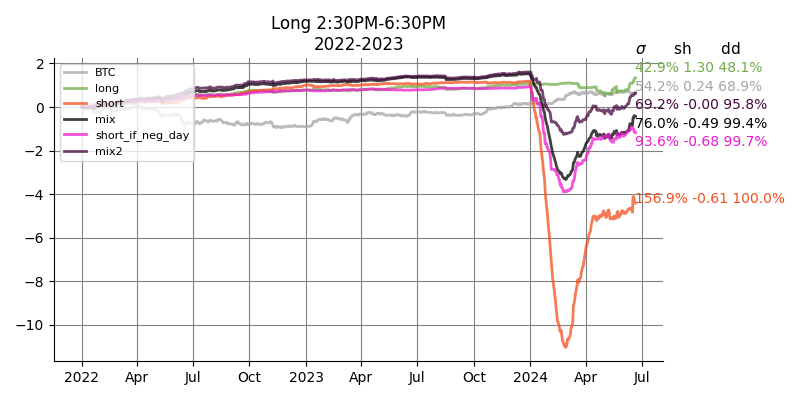 Long 2:30PM-6:30PM
2022-2023
σ sh dd
42.9% 1.30 48.1%
54.2% 0.24 68.9%
69.2% -0.00 95.8%
76.0% -0.49 99.4%
93.6% -0.68 99.7%
156.9% -0.61 100.0%
BTC
long
short
mix
short_if_neg_day
mix2
2
0
−2
−4
−6
−8
−10
2022 Apr Jul Oct 2023 Apr Jul Oct 2024 Apr Jul